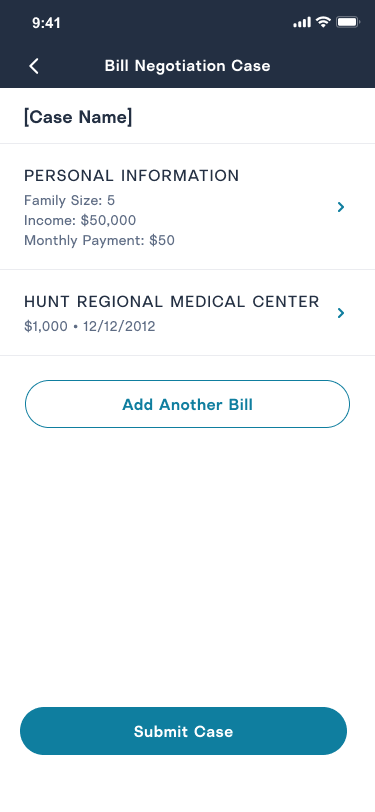 9:41
Bill Negotiation Case
[Case Name]
PERSONAL INFORMATION
Family Size: 5
Income: $50,000
Monthly Payment: $50
HUNT REGIONAL MEDICAL CENTER
$1,000 • 12/12/2012
Add Another Bill
Submit Case